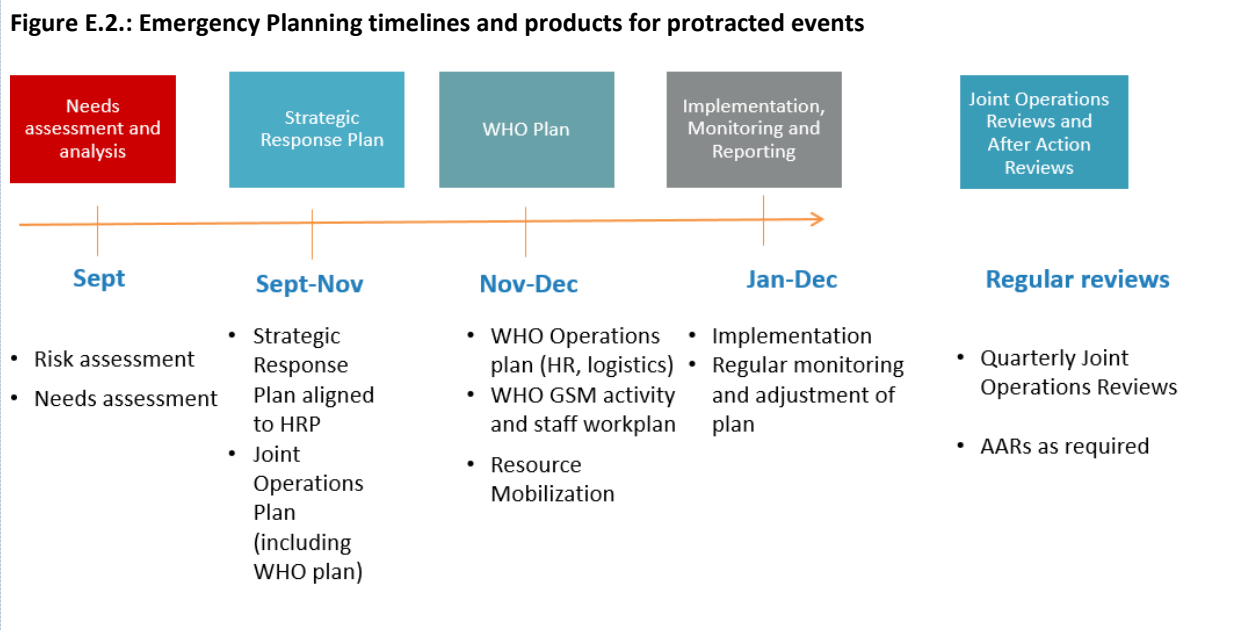 Figure E.2.: Emergency Planning timelines and products for protracted events
Needs
assessment and
analysis
Strategic
Response Plan
WHO Plan
Implementation,
Monitoring and
Reporting
Joint Operations
Reviews and
After Action
Reviews
Sept
Sept-Nov
Nov-Dec
Jan-Dec
Regular reviews
• Risk assessment
• Needs assessment
• Strategic
Response
Plan aligned
to HRP
• Joint
Operations
Plan
(including
WHO plan)
• WHO Operations
plan (HR, logistics)
• WHO GSM activity
and staff workplan
• Resource
Mobilization
• Implementation
• Regular monitoring
and adjustment of
plan
• Quarterly Joint
Operations Reviews
• AARs as required